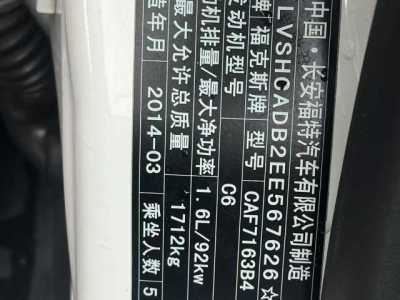 中国·长安福特汽车有限公司制造
LVSHCADB2EE567626☆
牌 福克斯牌 CAF7163B4
发动机型号 C6
机排量/最大净功率 1.6L/92kw
最大允许总质量 1712kg
造年月 2014-03 乘坐人数 5